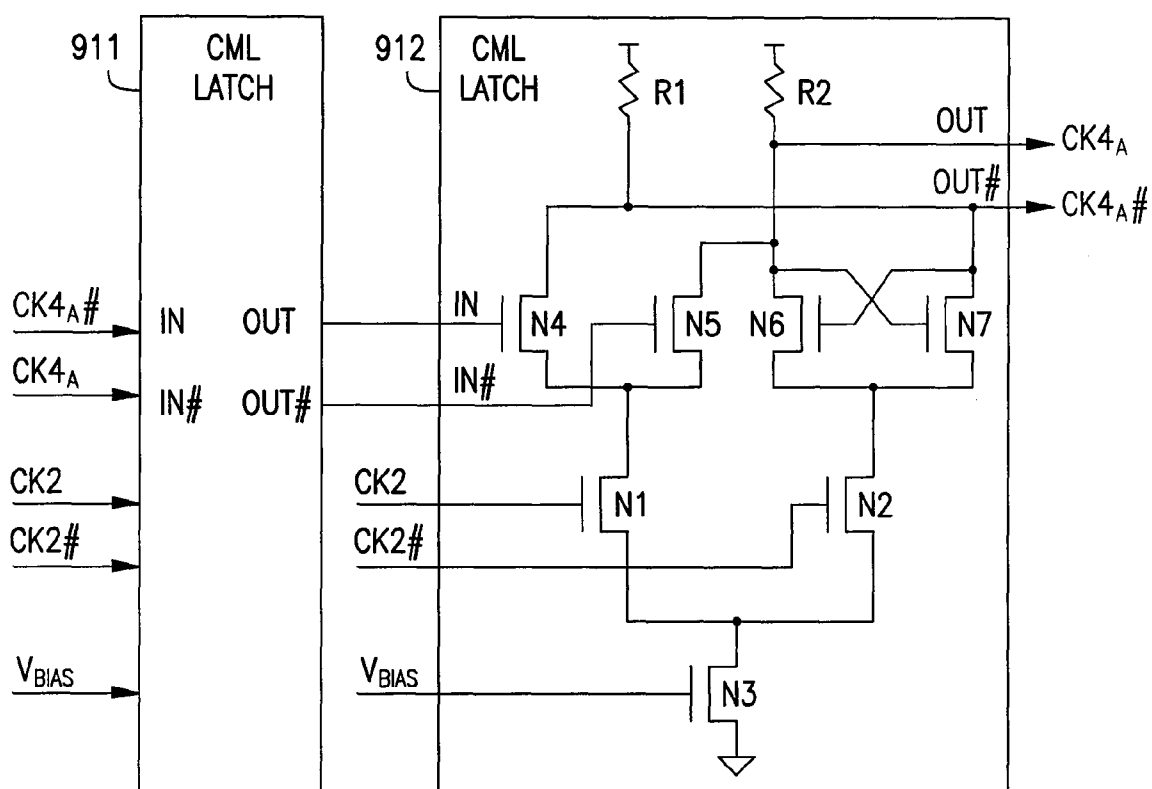 911
CML
LATCH
912
CML
LATCH
R1
R2
OUT
CK4A
OUT#
CK4A#
CK4A#
IN
OUT
IN
N4
N5
N6
N7
CK4A
IN#
OUT#
IN#
CK2
CK2
N1
N2
CK2#
CK2#
VBIAS
VBIAS
N3